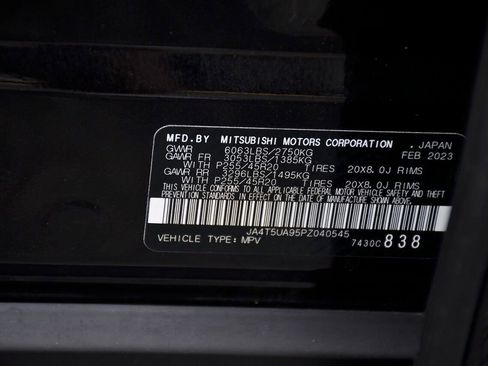 MFD.BY MITSUBISHI MOTORS CORPORATION , JAPAN
GVWR 6063LBS/2750KG FEB 2023
GAWR FR 3053LBS/1385KG
WITH P255/45R20 TIRES 20X8.0J RIMS
GAWR RR 3296LBS/1495KG
WITH P255/45R20 TIRES 20X8.0J RIMS
THIS VEHICLE CONFORMS TO ALL APPLICABLE FEDERAL MOTOR VEHICLE SAFETY, BUMPER, AND THEFT
PREVENTION STANDARDS IN EFFECT ON THE DATE OF MANUFACTURE SHOWN ABOVE.
JA4T5UA95PZ040545
VEHICLE TYPE: MPV 7430C 838